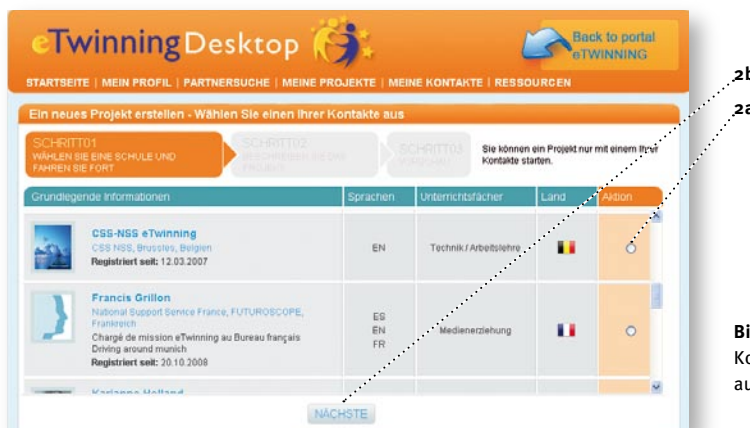 eTwinning Desktop
Back to portal
eTWINNING
STARTSEITE | MEIN PROFIL | PARTNERSUCHE | MEINE PROJEKTE | MEINE KONTAKTE | RESSOURCEN
Ein neues Projekt erstellen - Wählen Sie einen Ihrer Kontakte aus
SCHRITT01
WÄHLEN SIE EINE SCHULE UND
FAHREN SIE FORT
SCHRITT02
SCHRITT03
Sie können ein Projekt nur mit einem Ihrer
Kontakte starten.
Grundlegende Informationen Sprachen Unterrichtsfächer Land Aktion
CSS-NSS eTwinning
CSS NSS, Brussles, Belgien
Registriert seit: 12.03.2007
EN
Technik / Arbeitslehre
Francis Grillon
National Support Service France, FUTUROSCOPE,
Frankreich
Chargé de mission eTwinning au Bureau français
Driving around munich
Registriert seit: 20.10.2008
ES
EN
FR
Medienerziehung
Karianne Helland
NÄCHSTE
2b
2a
Bi
Ko
au